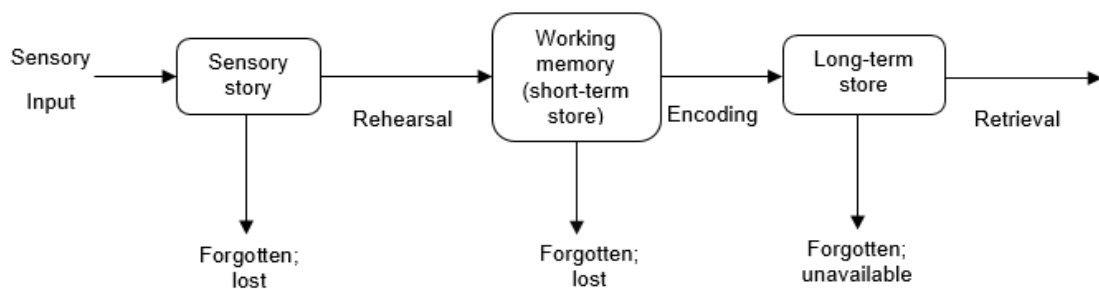 Sensory
Input
Sensory
story
Rehearsal
Working
memory
(short-term
store)
Encoding
Long-term
store
Retrieval
Forgotten;
lost
Forgotten;
lost
Forgotten;
unavailable